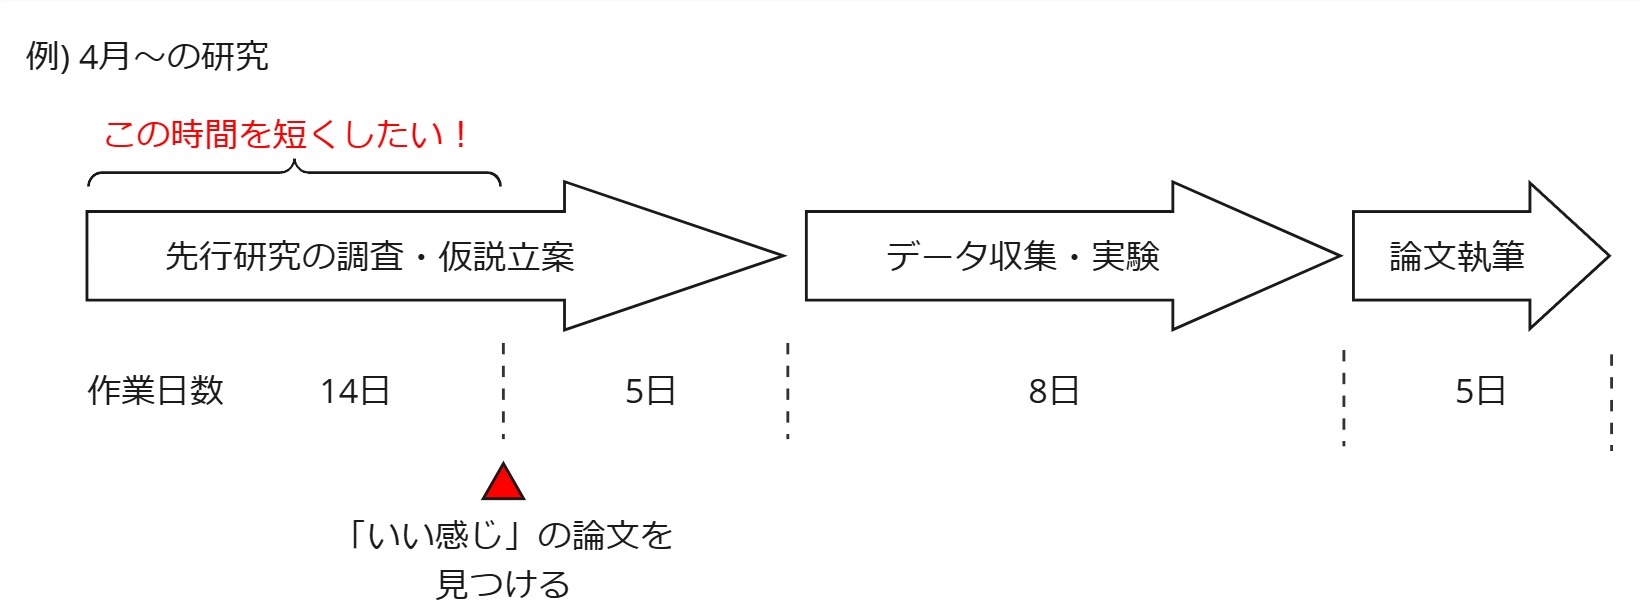 例) 4月～の研究
この時間を短くしたい！
先行研究の調査・仮説立案
データ収集・実験
論文執筆
作業日数
14日
5日
8日
5日
「いい感じ」の論文を
見つける